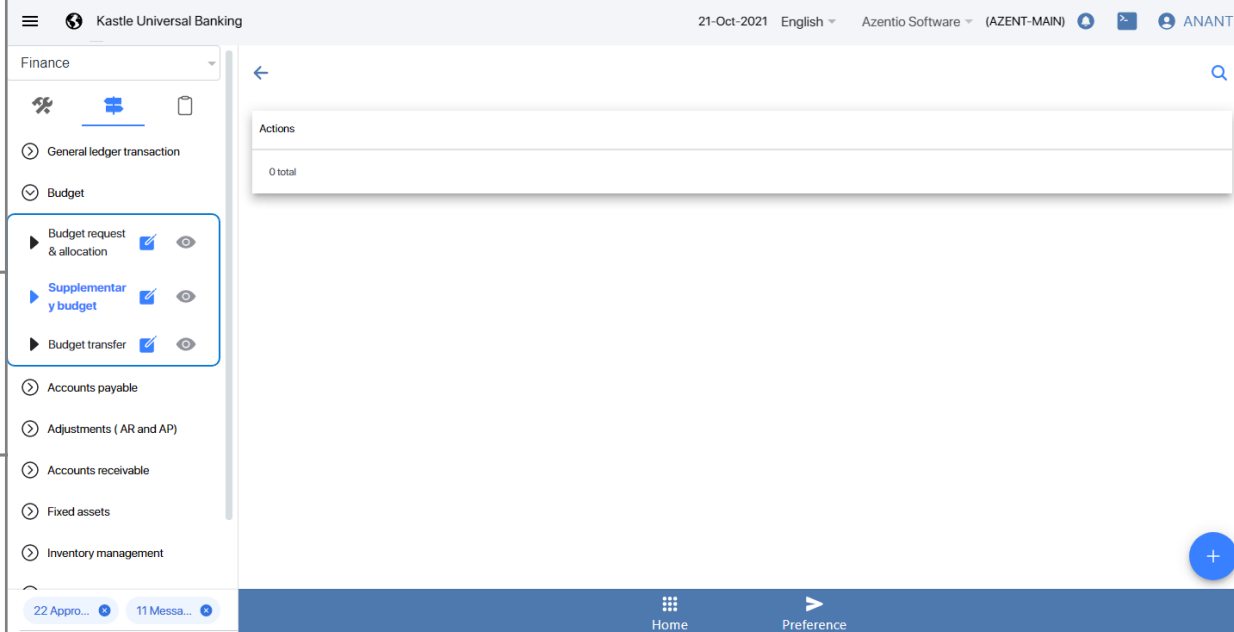 Kastle Universal Banking
21-Oct-2021 English Azentio Software (AZENT-MAIN) ANANT
Finance
General ledger transaction
Budget
Budget request
& allocation
Supplementar
y budget
Budget transfer
Accounts payable
Adjustments ( AR and AP)
Accounts receivable
Fixed assets
Inventory management
22 Appro... 11 Messa...
Actions
0 total
+
Home Preference